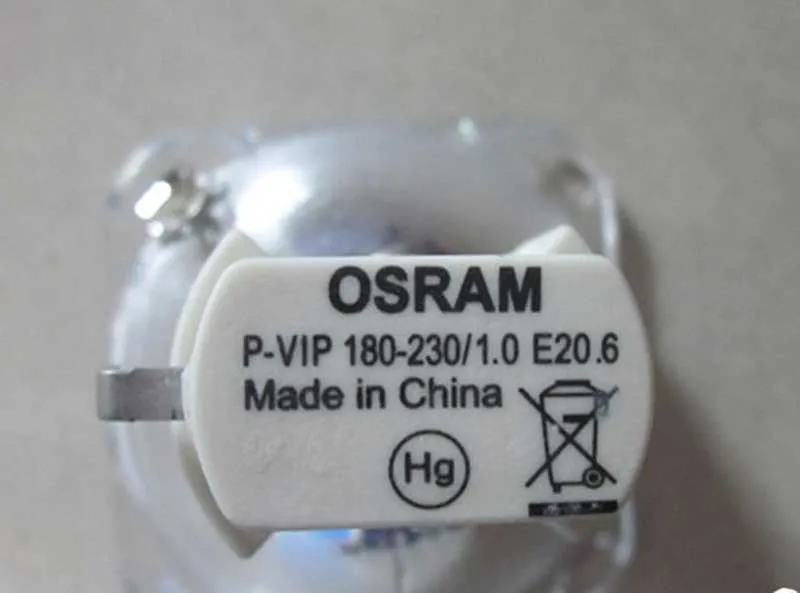 OSRAM
P-VIP 180-230/1.0 E20.6
Made in China
Hg